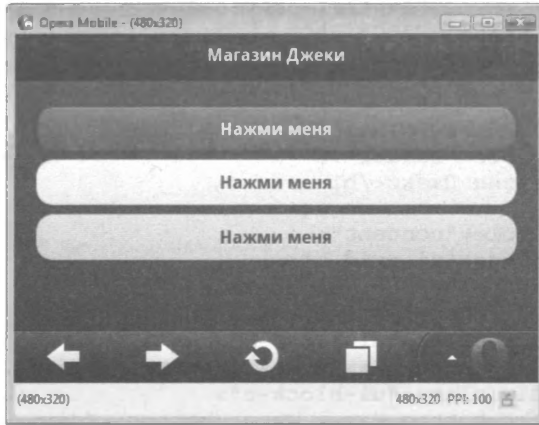 Opera Mobile - (480x320)
Магазин Джеки
Нажми меня
Нажми меня
Нажми меня
(480x320)
480x320 PPI: 100